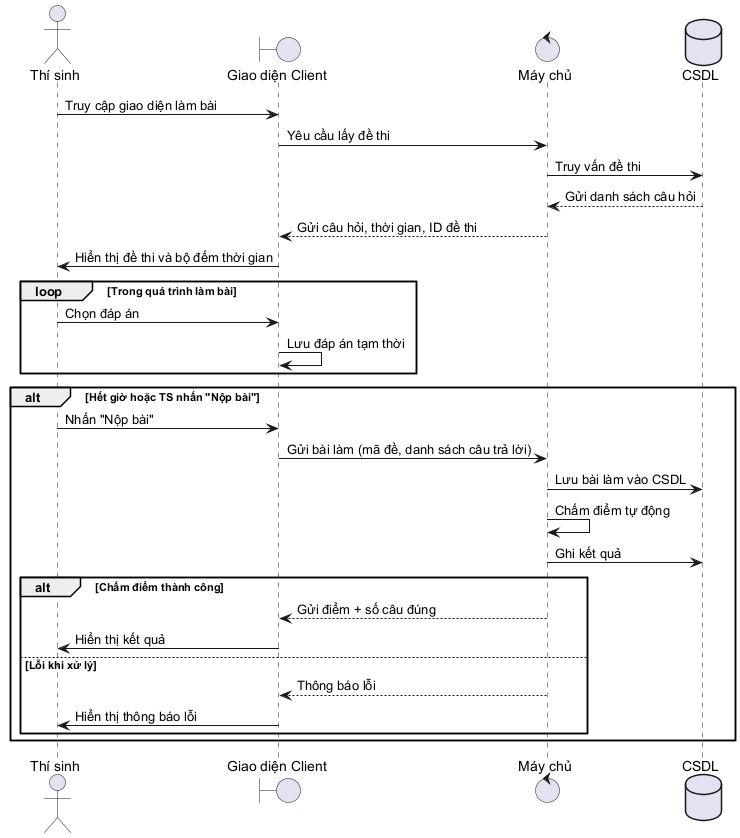 Thí sinh
Giao diện Client
Máy chủ
CSDL
Truy cập giao diện làm bài
Yêu cầu lấy đề thi
Truy vấn đề thi
Gửi danh sách câu hỏi
Gửi câu hỏi, thời gian, ID đề thi
Hiển thị đề thi và bộ đếm thời gian
loop [Trong quá trình làm bài]
Chọn đáp án
Lưu đáp án tạm thời
alt [Hết giờ hoặc TS nhấn "Nộp bài"]
Nhấn "Nộp bài"
Gửi bài làm (mã đề, danh sách câu trả lời)
Lưu bài làm vào CSDL
Chấm điểm tự động
Ghi kết quả
alt [Chấm điểm thành công]
Gửi điểm + số câu đúng
Hiển thị kết quả
[Lỗi khi xử lý]
Thông báo lỗi
Hiển thị thông báo lỗi
Thí sinh
Giao diện Client
Máy chủ
CSDL